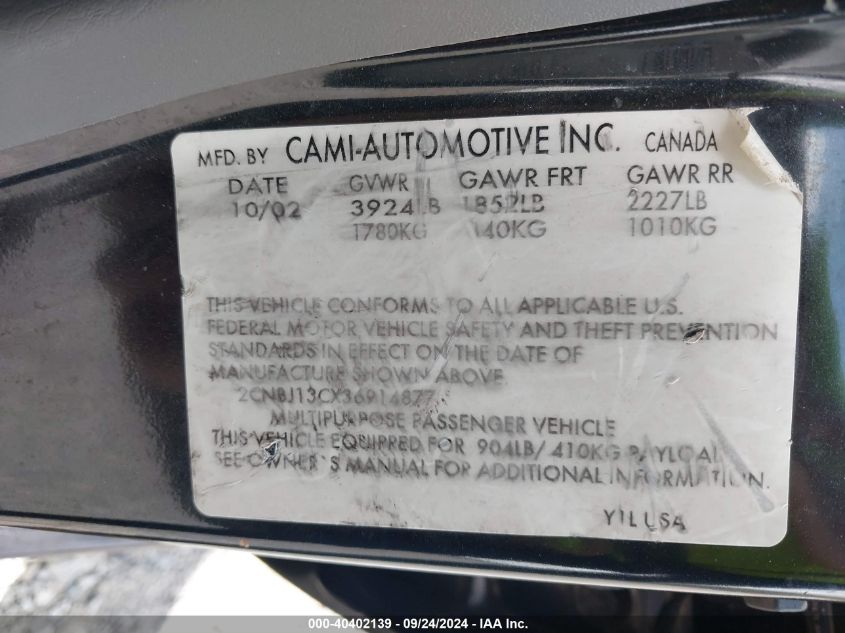 MFD. BY CAMI-AUTOMOTIVE INC. CANADA
DATE GVWR GAWR FRT GAWR RR
10/02 3924LB 1852LB 2227LB
1780KG 140KG 1010KG
THIS VEHICLE CONFORMS TO ALL APPLICABLE U.S.
FEDERAL MOTOR VEHICLE SAFETY AND THEFT PREVENTION
STANDARDS IN EFFECT ON THE DATE OF
MANUFACTURE SHOWN ABOVE.
2CNBJ13CX36914877
MULTIPURPOSE PASSENGER VEHICLE
THIS VEHICLE EQUIPPED FOR 904LB/ 410KG PAYLOAD
SEE OWNER'S MANUAL FOR ADDITIONAL INFORMATION.
YIL USA
000-40402139 - 09/24/2024 - IAA Inc.